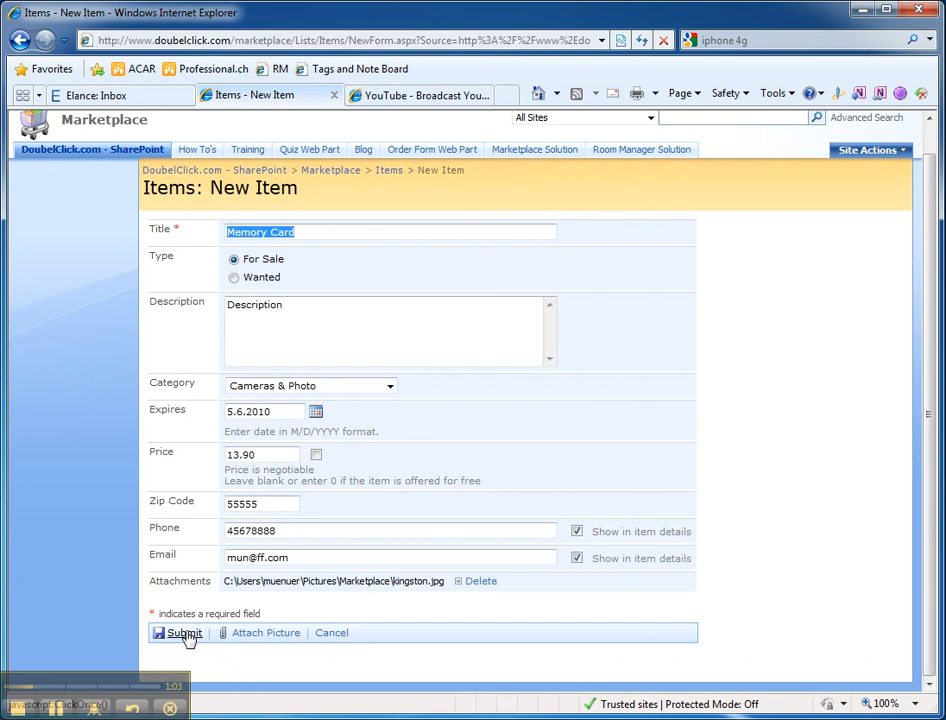 Items - New Item - Windows Internet Explorer
http://www.doubelclick.com/marketplace/Lists/Items/NewForm.aspx?Source=http%3A%2F%2Fwww%2Edo
iphone 4g
Favorites ACAR Professional.ch RM Tags and Note Board
Elance: Inbox Items - New Item YouTube - Broadcast You... Page Safety Tools
Marketplace All Sites Advanced Search
DoubelClick.com - SharePoint How To's Training Quiz Web Part Blog Order Form Web Part Marketplace Solution Room Manager Solution Site Actions
DoubelClick.com - SharePoint > Marketplace > Items > New Item
Items: New Item
Title * Memory Card
Type For Sale
Wanted
Description Description
Category Cameras & Photo
Expires 5.6.2010
Enter date in M/D/YYYY format.
Price 13.90
Price is negotiable
Leave blank or enter 0 if the item is offered for free
Zip Code 55555
Phone 45678888 Show in item details
Email mun@ff.com Show in item details
Attachments C:\Users\muenuer\Pictures\Marketplace\kingston.jpg Delete
* indicates a required field
Submit | Attach Picture | Cancel
1:03
javascript:ClickOnce() Trusted sites | Protected Mode: Off 100%